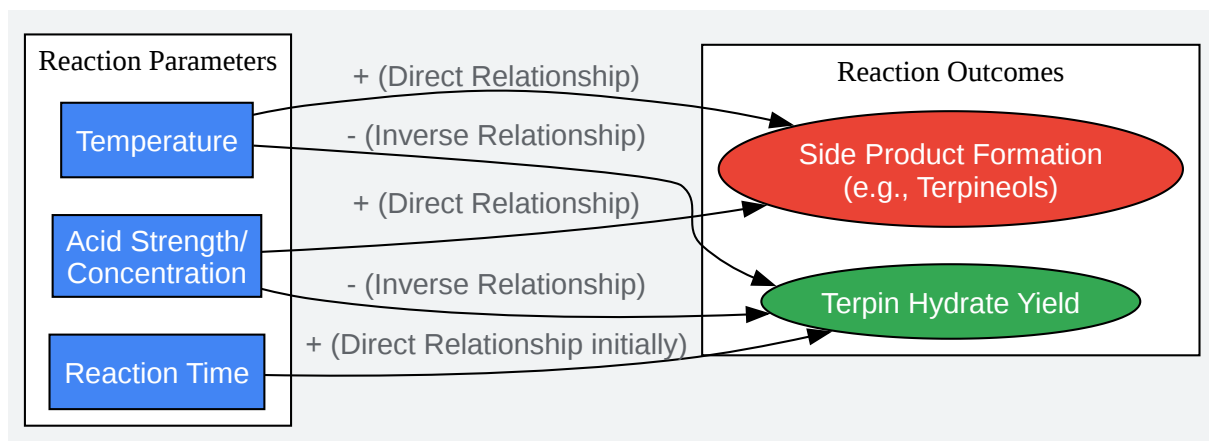 Reaction Parameters
Temperature
Acid Strength/
Concentration
Reaction Time
+ (Direct Relationship)
- (Inverse Relationship)
+ (Direct Relationship)
- (Inverse Relationship)
+ (Direct Relationship initially)
Reaction Outcomes
Side Product Formation
(e.g., Terpineols)
Terpin Hydrate Yield